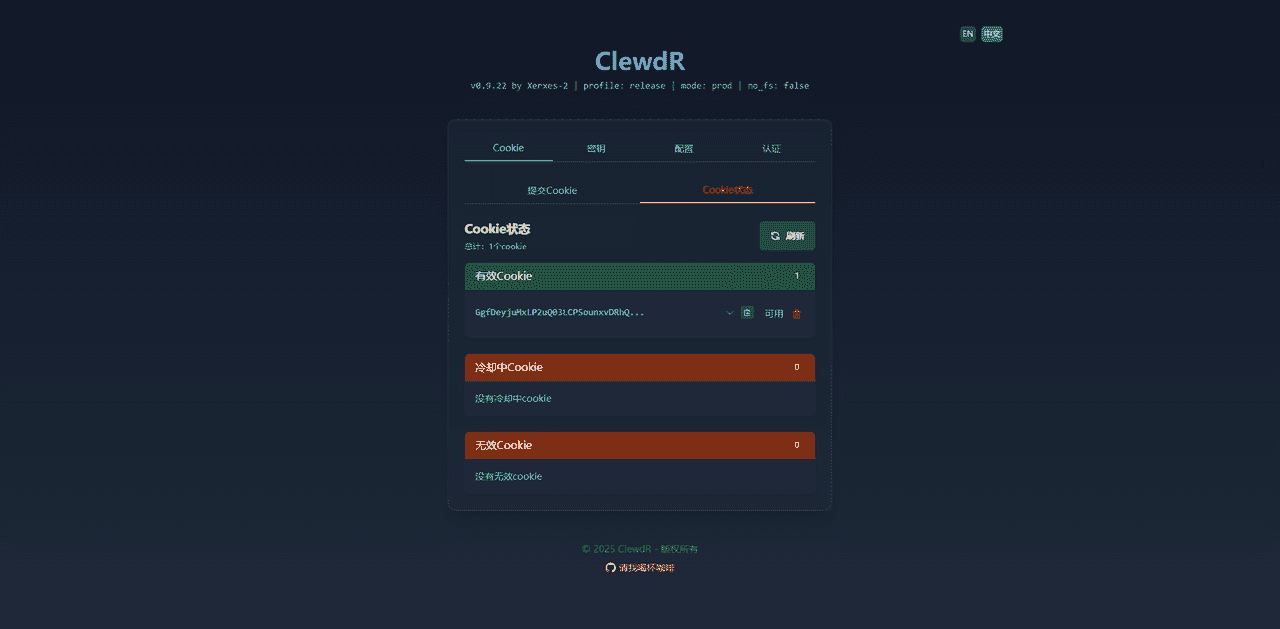 EN 中文
ClewdR
v0.9.22 by Xerxes-2 | profile: release | mode: prod | no_fs: false
Cookie 密钥 配置 认证
提交Cookie Cookie状态
Cookie状态
总计: 1个cookie
刷新
有效Cookie 1
可用
冷却中Cookie 0
没有冷却中cookie
无效Cookie 0
没有无效cookie
© 2025 ClewdR - 版权所有
请我喝杯咖啡